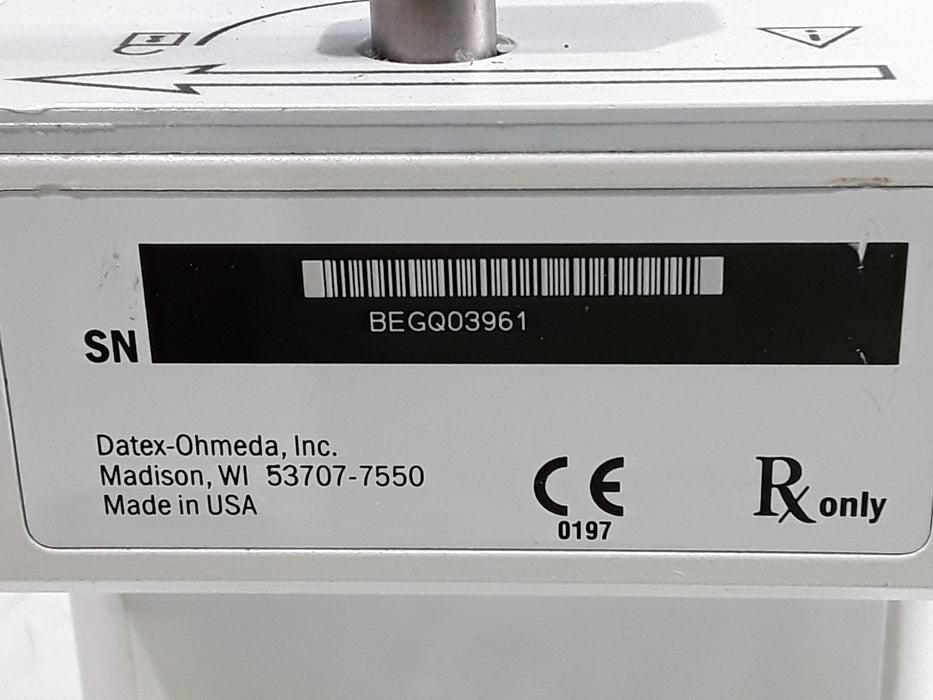 SN
BEGQ03961
Datex-Ohmeda, Inc.
Madison, WI 53707-7550
Made in USA
CE
0197
Rx only